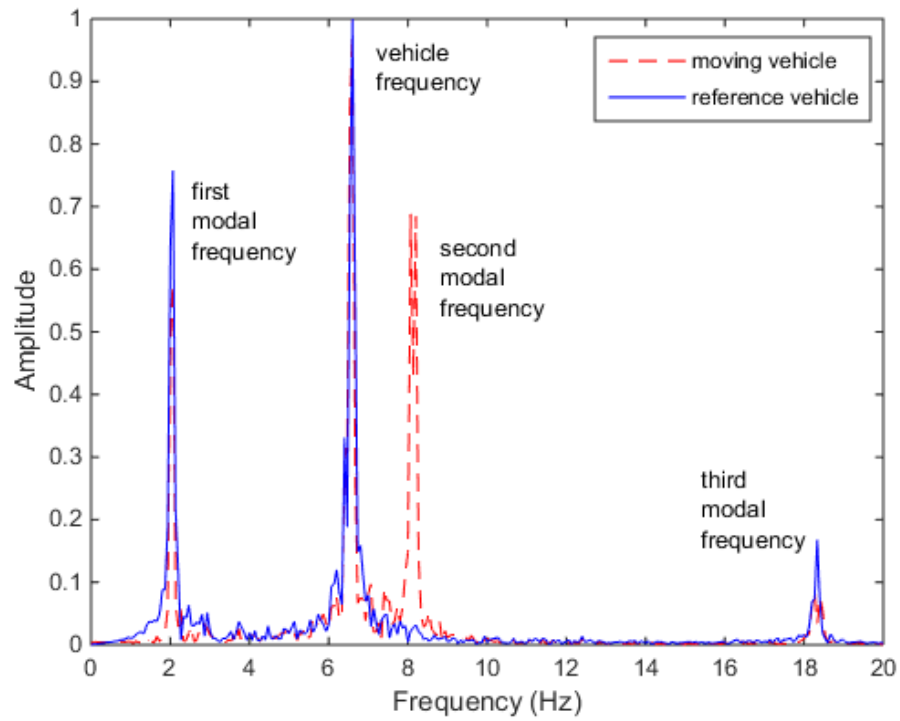 1
0.9
0.8
0.7
0.6
0.5
0.4
0.3
0.2
0.1
0
Amplitude
vehicle
frequency
moving vehicle
reference vehicle
first
modal
frequency
second
modal
frequency
third
modal
frequency
0 2 4 6 8 10 12 14 16 18 20
Frequency (Hz)